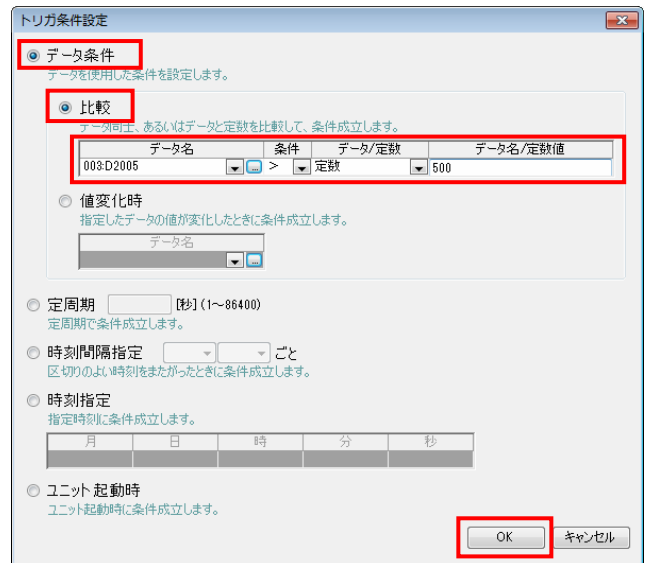 トリガ条件設定
データ条件
データを使用した条件を設定します。
比較
データ同士、あるいはデータと定数を比較して、条件成立します。
データ名 条件 データ/定数 データ名/定数値
003:D2005 > 定数 500
値変化時
指定したデータの値が変化したときに条件成立します。
データ名
定周期 [秒] (1～86400)
定周期で条件成立します。
時刻間隔指定 ごと
区切りのよい時刻をまたがったときに条件成立します。
時刻指定
指定時刻に条件成立します。
月 日 時 分 秒
ユニット起動時
ユニット起動時に条件成立します。
OK キャンセル